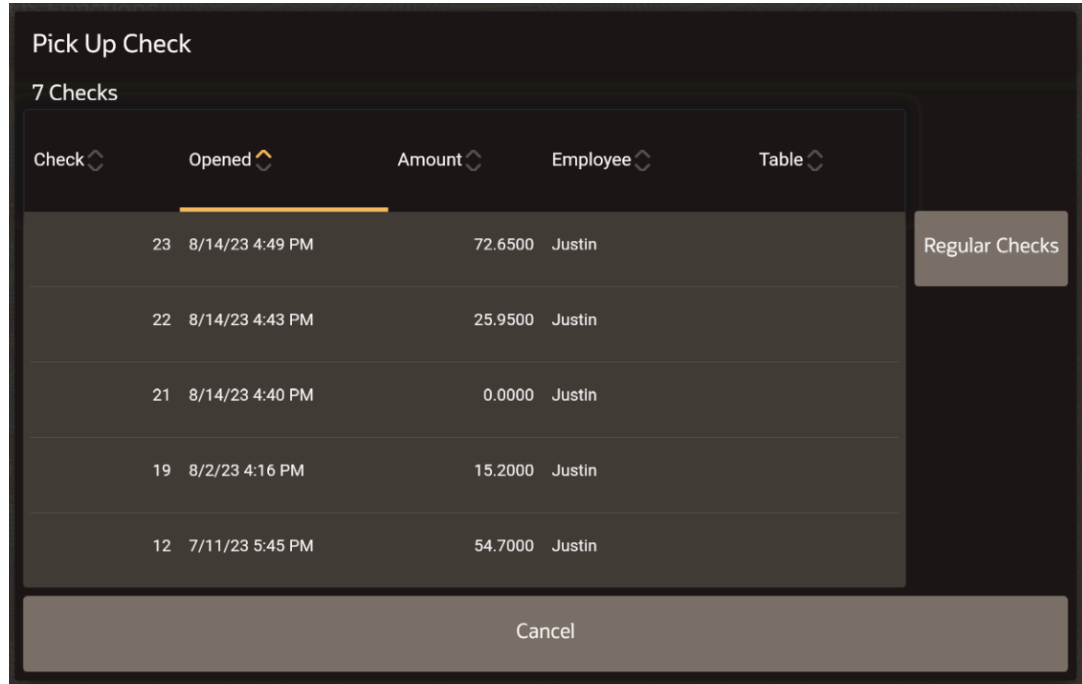 Pick Up Check
7 Checks
Check Opened Amount Employee Table
23 8/14/23 4:49 PM 72.6500 Justin
Regular Checks
22 8/14/23 4:43 PM 25.9500 Justin
21 8/14/23 4:40 PM 0.0000 Justin
19 8/2/23 4:16 PM 15.2000 Justin
12 7/11/23 5:45 PM 54.7000 Justin
Cancel